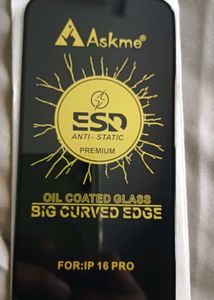 Askme®
ESD
ANTI - STATIC
PREMIUM
OIL COATED GLASS
BIG CURVED EDGE
FOR:IP 16 PRO